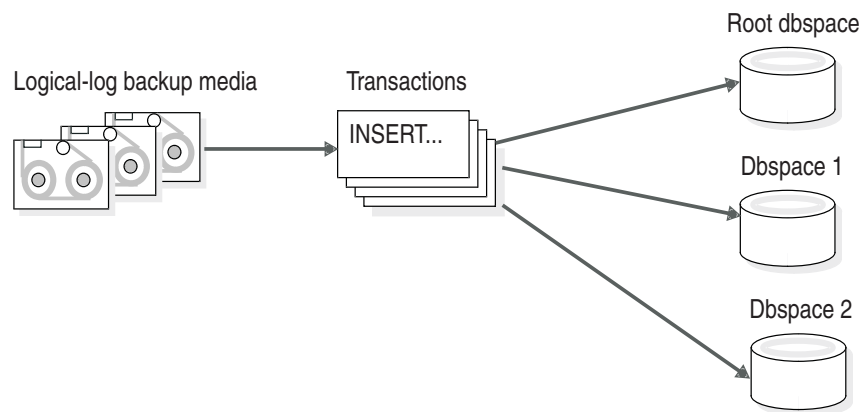 Root dbspace
Logical-log backup media
Transactions
INSERT...
Dbspace 1
Dbspace 2